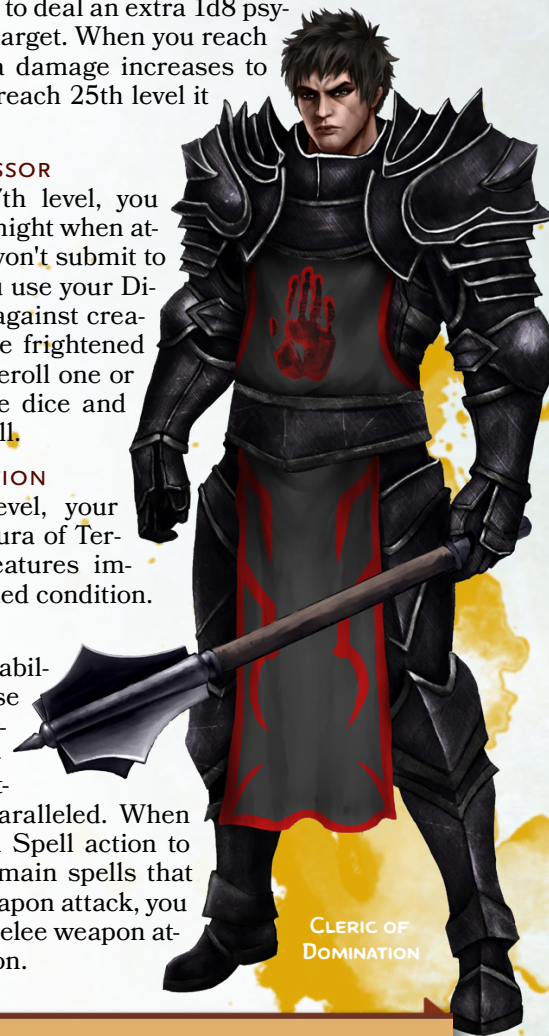 to deal an extra 1d8 psy-
arget. When you reach
a damage increases to
reach 25th level it
SSOR
7th level, you
might when at-
won't submit to
u use your Di-
against crea-
e frightened
eroll one or
e dice and
ll.
TION
evel, your
ura of Ter-
eatures im-
ed condition.
abil-
se
-
t-
aralleled. When
Spell action to
main spells that
apon attack, you
elee weapon at-
on.
CLERIC OF
DOMINATION